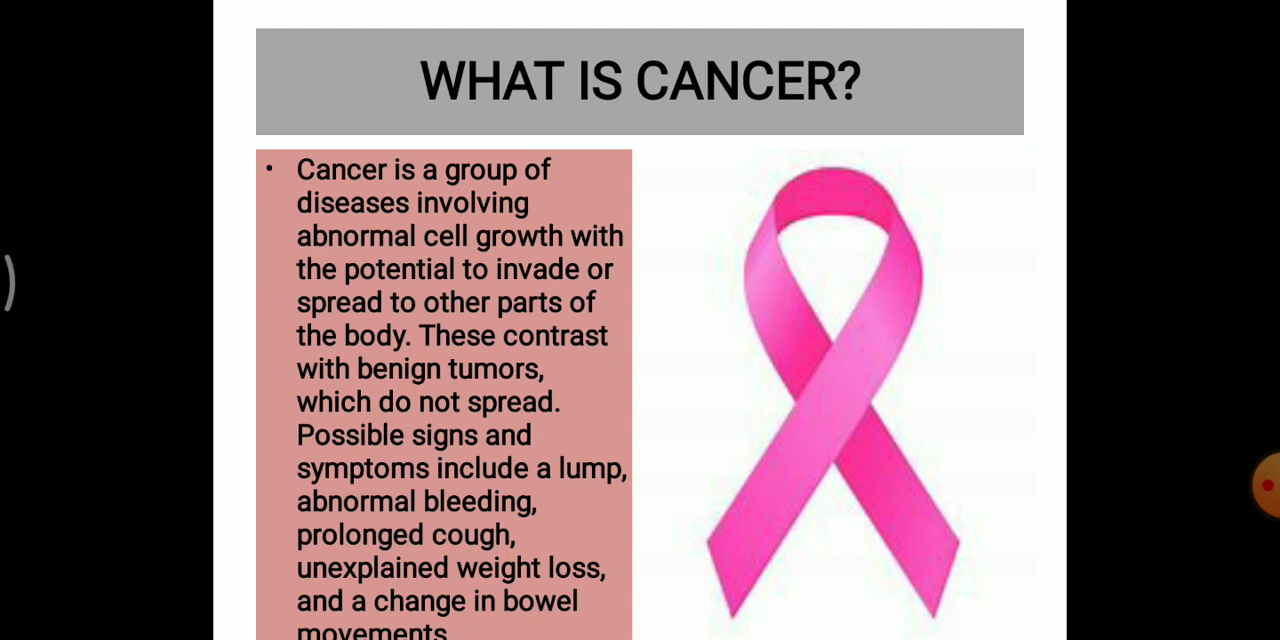 WHAT IS CANCER?
• Cancer is a group of
diseases involving
abnormal cell growth with
the potential to invade or
spread to other parts of
the body. These contrast
with benign tumors,
which do not spread.
Possible signs and
symptoms include a lump,
abnormal bleeding,
prolonged cough,
unexplained weight loss,
and a change in bowel
movements